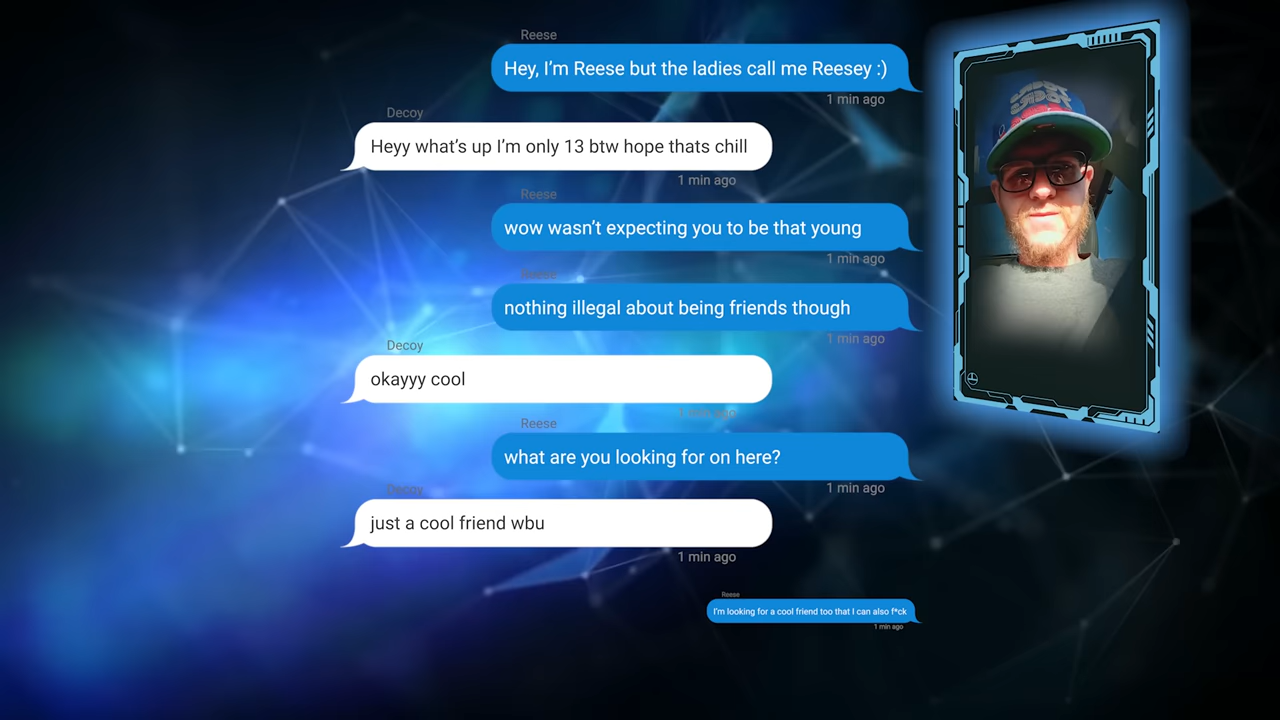 Reese
Hey, I'm Reese but the ladies call me Reesey :)
1 min ago
Decoy
Heyy what's up I'm only 13 btw hope thats chill
1 min ago
Reese
wow wasn't expecting you to be that young
1 min ago
Reese
nothing illegal about being friends though
1 min ago
Decoy
okayyy cool
1 min ago
Reese
what are you looking for on here?
1 min ago
Decoy
just a cool friend wbu
1 min ago
Reese
I'm looking for a cool friend too that I can also f*ck
1 min ago